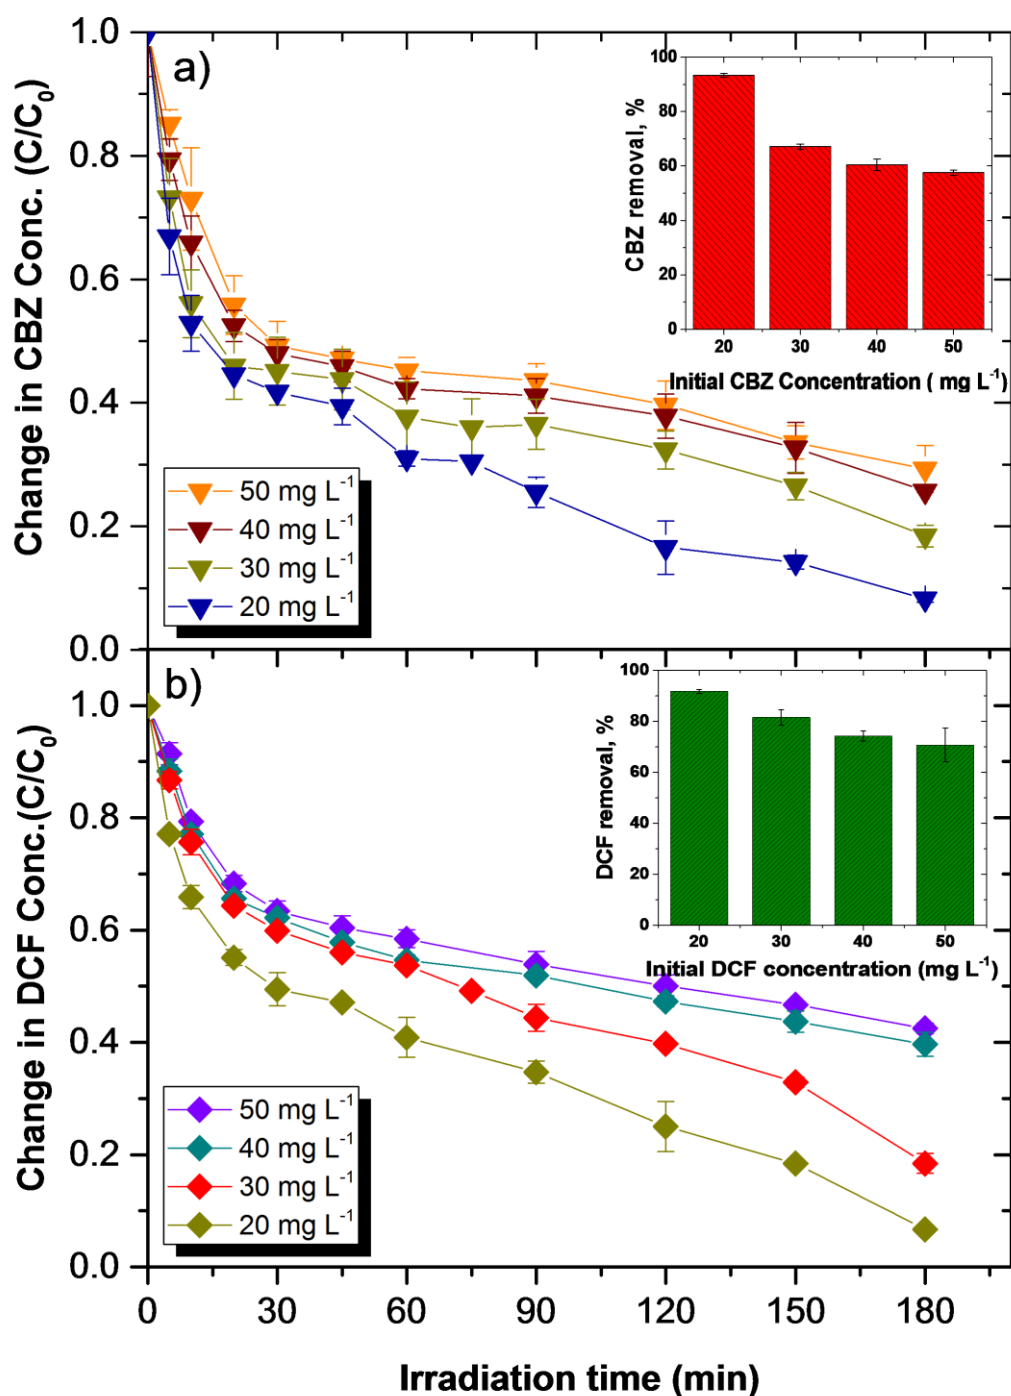 a)
Change in CBZ Conc. (C/C₀)
1.0
0.8
0.6
0.4
0.2
0.0
50 mg L⁻¹
40 mg L⁻¹
30 mg L⁻¹
20 mg L⁻¹
CBZ removal, %
100
80
60
40
20
0
20 30 40 50
Initial CBZ Concentration ( mg L⁻¹)
b)
Change in DCF Conc.(C/C₀)
1.0
0.8
0.6
0.4
0.2
0.0
50 mg L⁻¹
40 mg L⁻¹
30 mg L⁻¹
20 mg L⁻¹
DCF removal, %
100
80
60
40
20
0
20 30 40 50
Initial DCF concentration (mg L⁻¹)
0 30 60 90 120 150 180
Irradiation time (min)